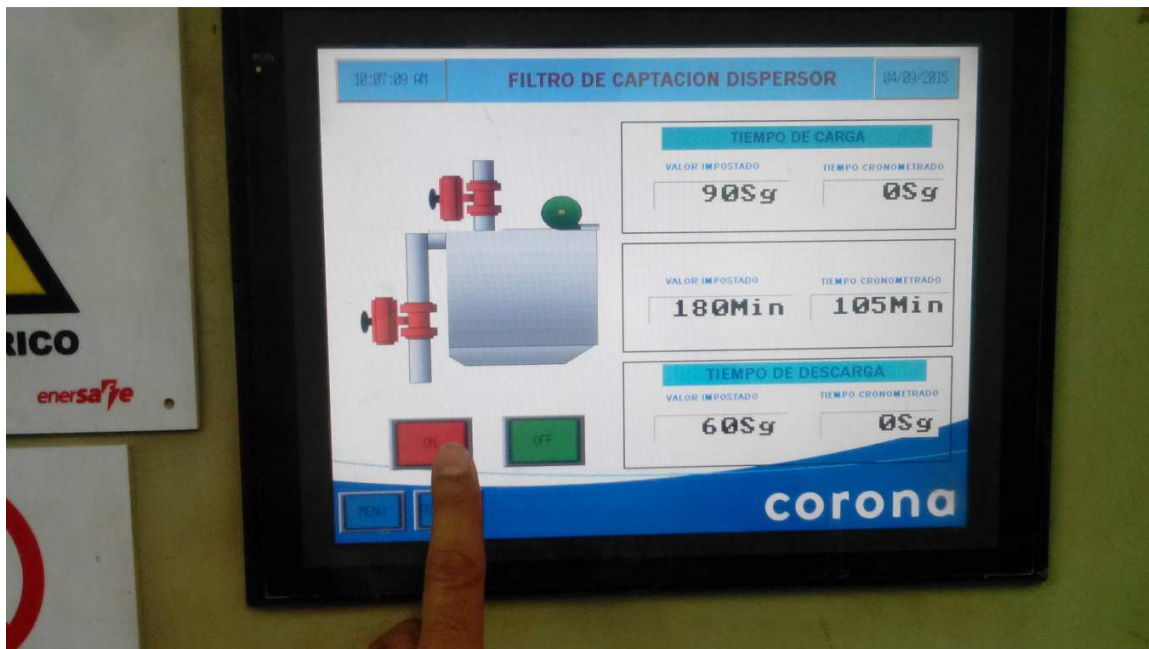 RUN
10:07:09 AM
FILTRO DE CAPTACION DISPERSOR
04/09/2015
TIEMPO DE CARGA
VALOR IMPOSTADO TIEMPO CRONOMETRADO
90Sg 0Sg
VALOR IMPOSTADO TIEMPO CRONOMETRADO
180Min 105Min
TIEMPO DE DESCARGA
VALOR IMPOSTADO TIEMPO CRONOMETRADO
60Sg 0Sg
ON OFF
MENU
corona
RICO
enersaffe